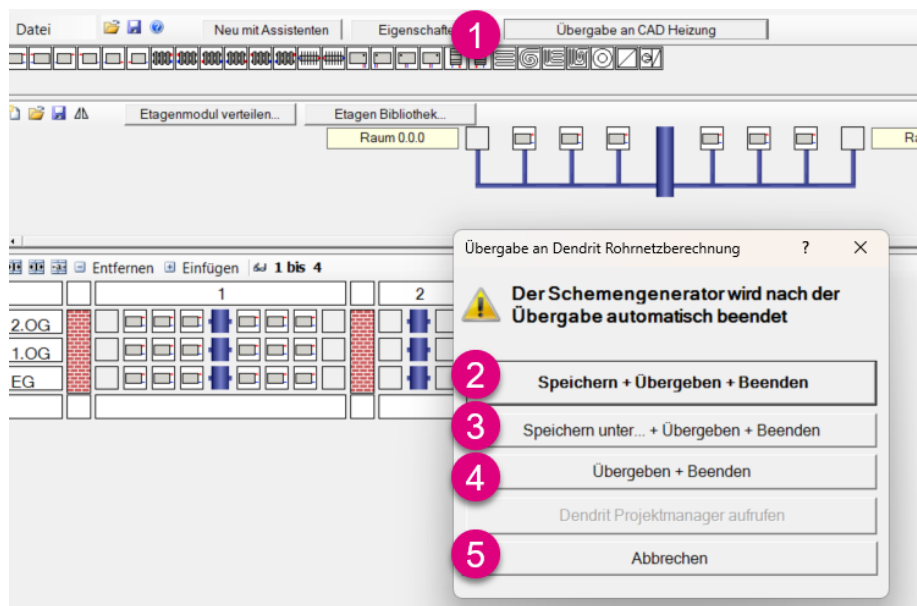 Datei Neu mit Assistenten Eigenschafte 1 Übergabe an CAD Heizung
Etagenmodul verteilen... Etagen Bibliothek...
Raum 0.0.0 Ra
Entfernen Einfügen 1 bis 4
1 2
2.OG
1.OG
EG
Übergabe an Dendrit Rohrnetzberechnung ?
Der Schemengenerator wird nach der
Übergabe automatisch beendet
2 Speichern + Übergeben + Beenden
3 Speichern unter... + Übergeben + Beenden
4 Übergeben + Beenden
Dendrit Projektmanager aufrufen
5 Abbrechen